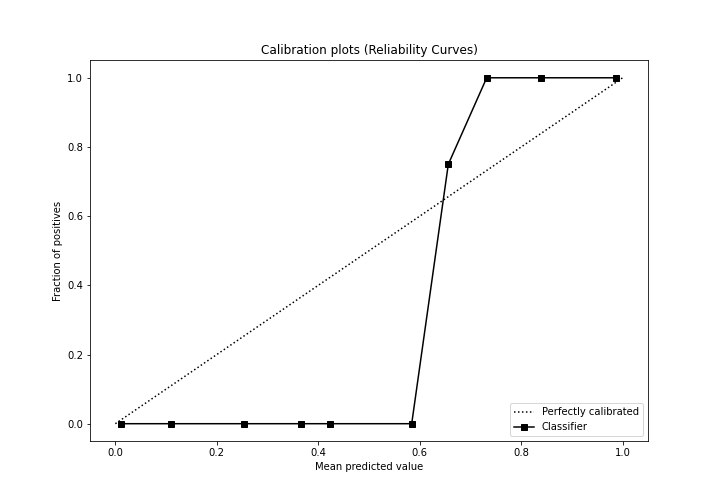 Calibration plots (Reliability Curves)
1.0
0.8
0.6
0.4
0.2
0.0
Fraction of positives
0.0 0.2 0.4 0.6 0.8 1.0
Mean predicted value
Perfectly calibrated
Classifier